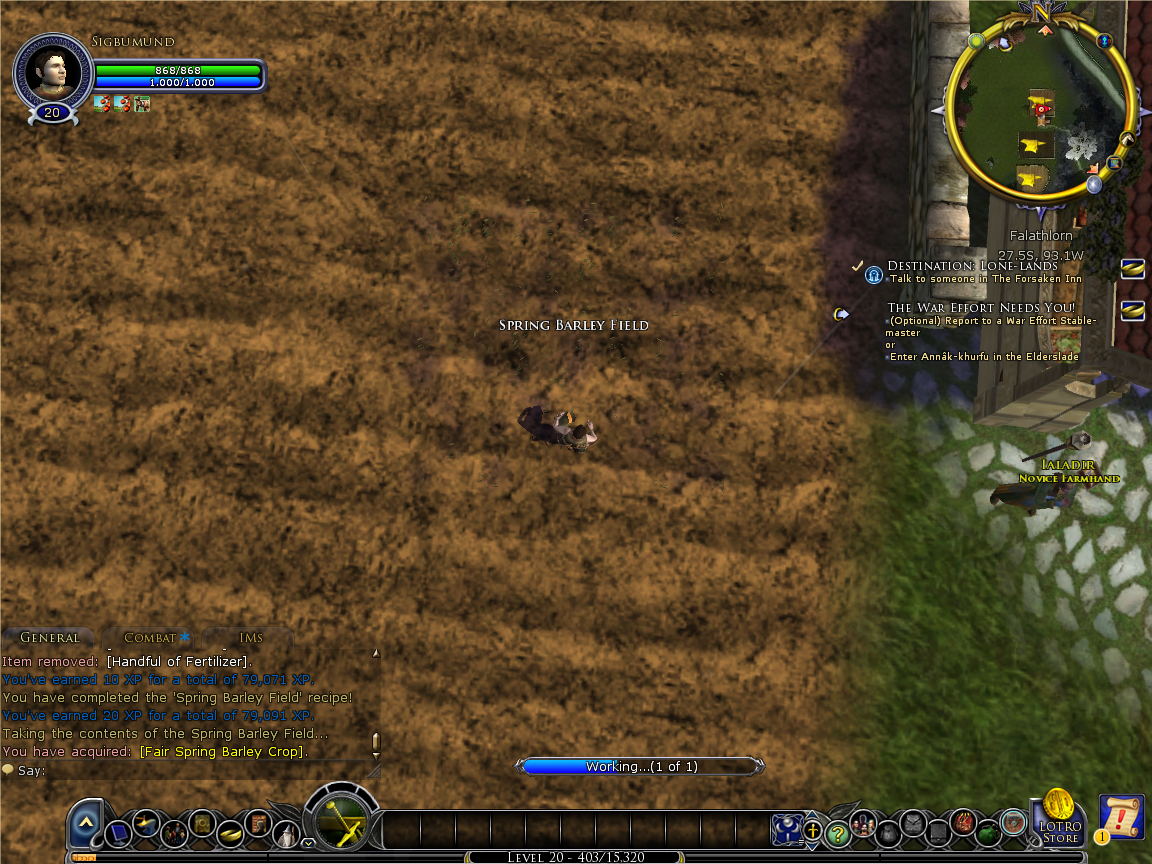 Sigbumund
868/868
1.000/1.000
20
N
Falathlorn
27.5S, 93.1W
Destination: Lone-lands
Talk to someone in The Forsaken Inn
The War Effort Needs You!
(Optional) Report to a War Effort Stable-
master
or
Enter Annâk-khurfu in the Elderslade
Spring Barley Field
Ialadir
Novice Farmhand
General Combat* IMs
Item removed: [Handful of Fertilizer].
You've earned 10 XP for a total of 79,071 XP.
You have completed the 'Spring Barley Field' recipe!
You've earned 20 XP for a total of 79,091 XP.
Taking the contents of the Spring Barley Field...
You have acquired: [Fair Spring Barley Crop].
Say:
Working...(1 of 1)
LOTRO
Store
1
Level 20 - 403/15,320